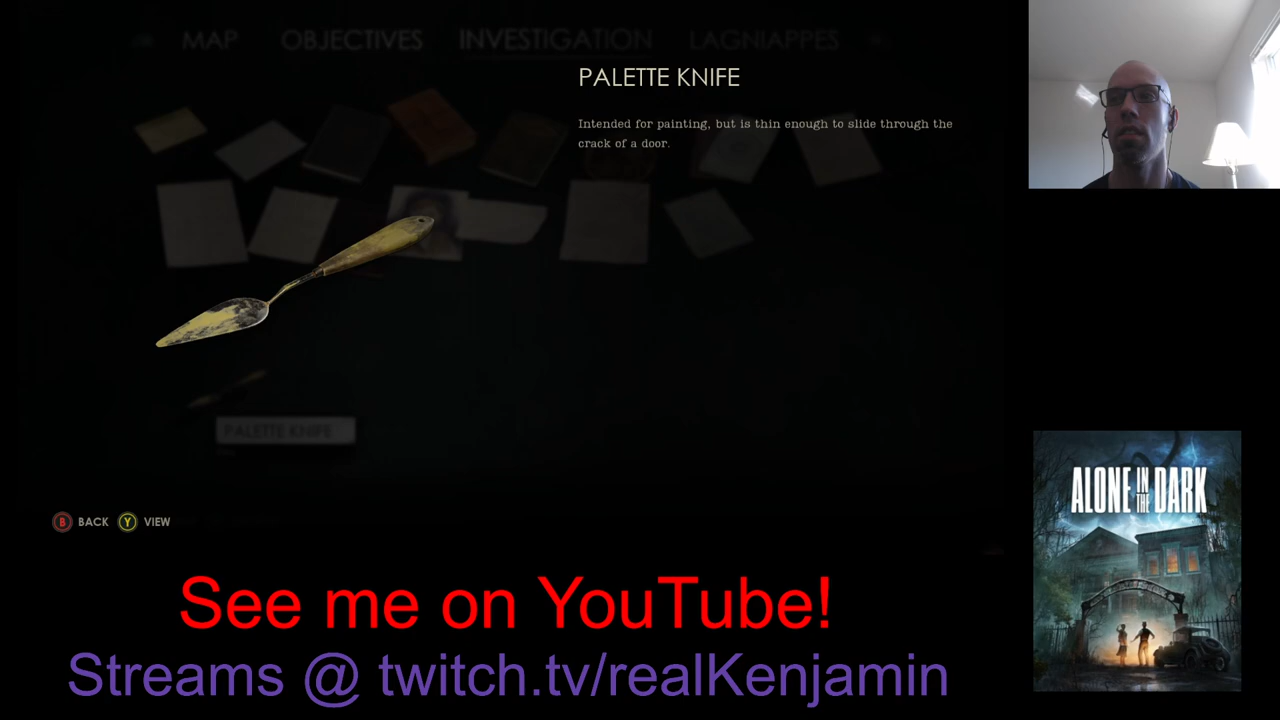 MAP OBJECTIVES INVESTIGATION LAGNIAPPES
PALETTE KNIFE
Intended for painting, but is thin enough to slide through the
crack of a door.
PALETTE KNIFE
B BACK Y VIEW
ALONE IN THE DARK
See me on YouTube!
Streams @ twitch.tv/realKenjamin